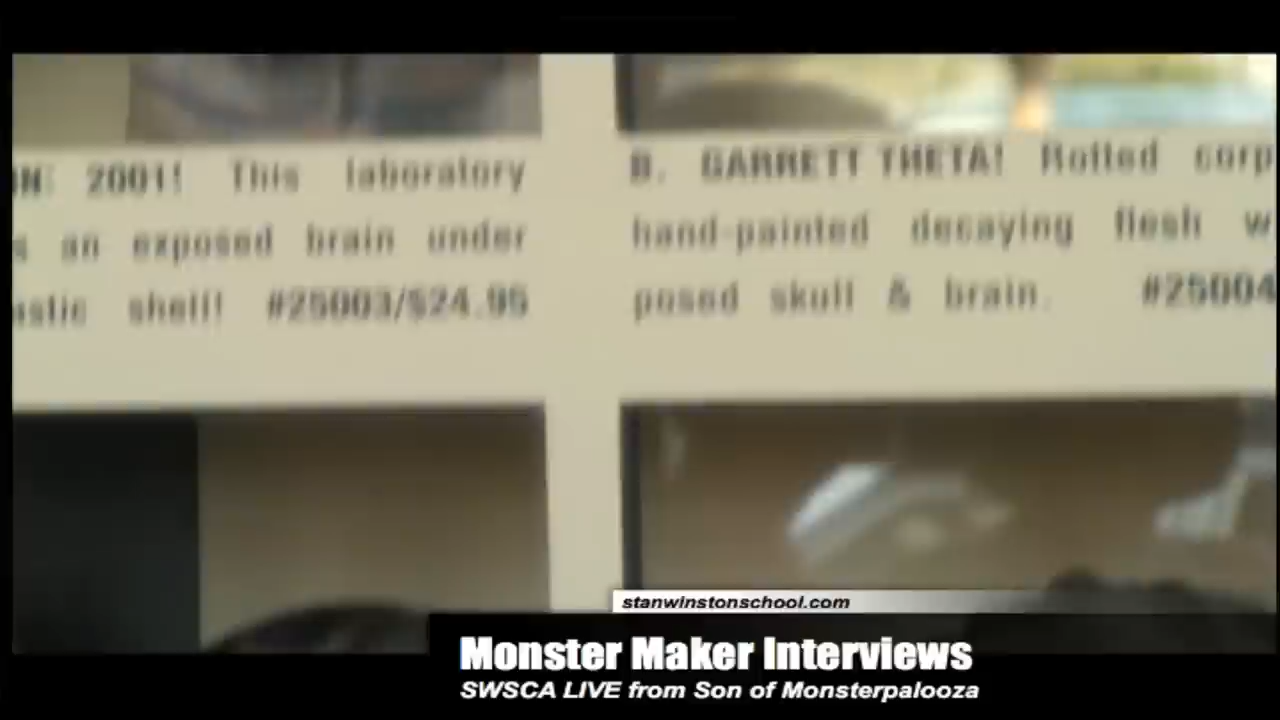 N: 2001! This laboratory
s an exposed brain under
astic shell! #25003/$24.95
B. GARRETT THETA! Rotted corp
hand-painted decaying flesh w
posed skull & brain. #25004
stanwinstonschool.com
Monster Maker Interviews
SWSCA LIVE from Son of Monsterpalooza